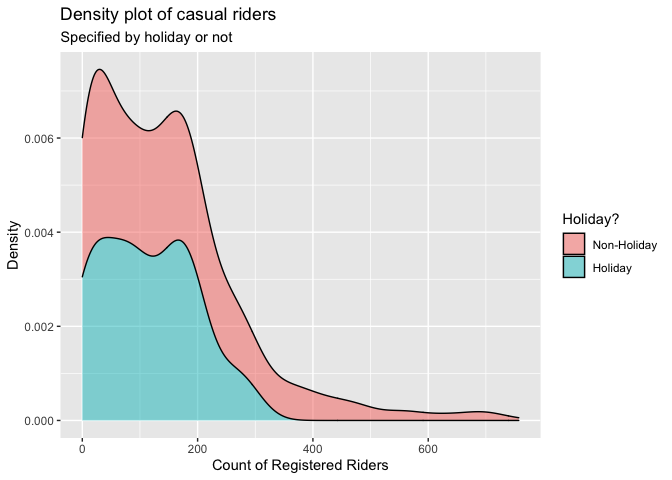 Density plot of casual riders
Specified by holiday or not
Density
0.006
0.004
0.002
0.000
0 200 400 600
Count of Registered Riders
Holiday?
Non-Holiday
Holiday